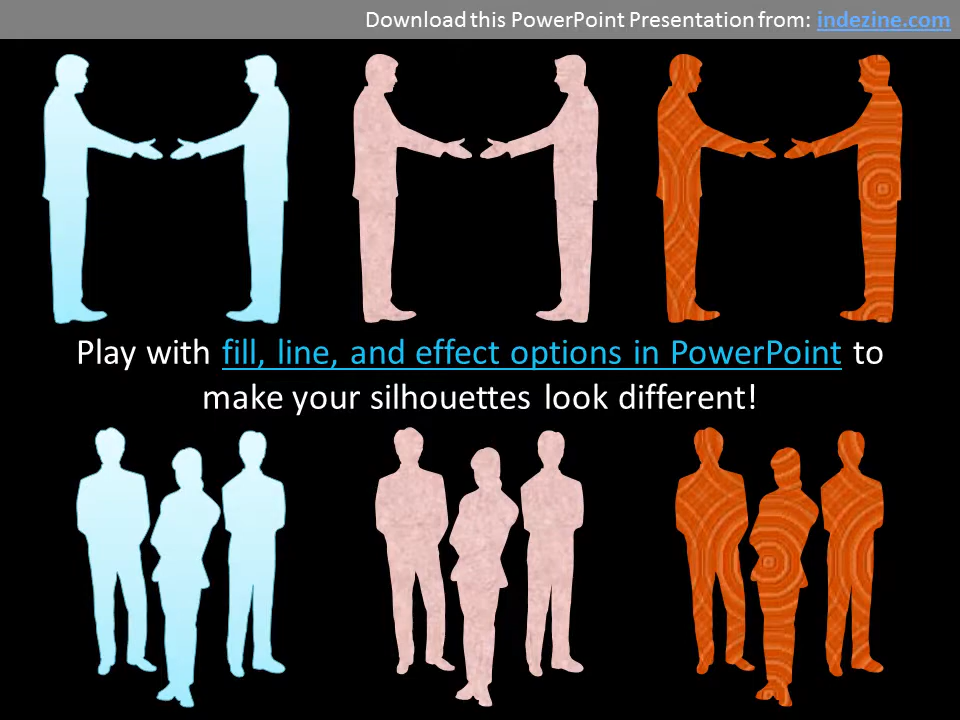 Download this PowerPoint Presentation from: indezine.com
Play with fill, line, and effect options in PowerPoint to
make your silhouettes look different!